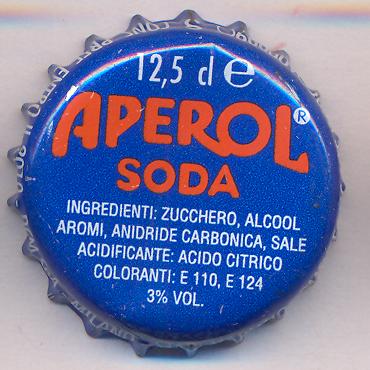 12,5 cl e
APEROL®
SODA
INGREDIENTI: ZUCCHERO, ALCOOL
AROMI, ANIDRIDE CARBONICA, SALE
ACIDIFICANTE: ACIDO CITRICO
COLORANTI: E 110, E 124
3% VOL.